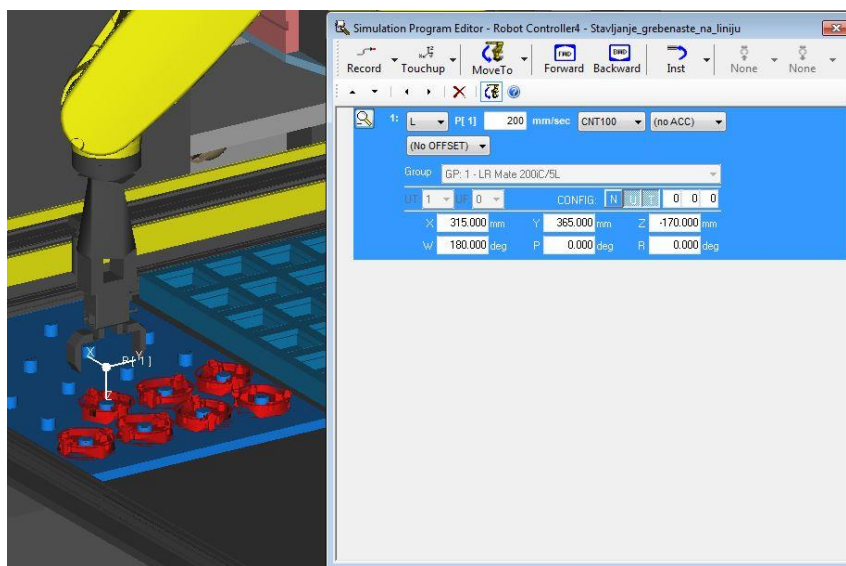 Simulation Program Editor - Robot Controller4 - Stavljanje_grebenaste_na_liniju
Record Touchup MoveTo Forward Backward Inst None None
FWD BWD
1: L P[ 1] 200 mm/sec CNT100 (no ACC)
(No OFFSET)
Group GP: 1 - LR Mate 200iC/5L
UT: 1 UF: 0 CONFIG: N U T 0 0 0
X 315.000 mm Y 365.000 mm Z -170.000 mm
W 180.000 deg P 0.000 deg R 0.000 deg
X P[ 1] Y
Z